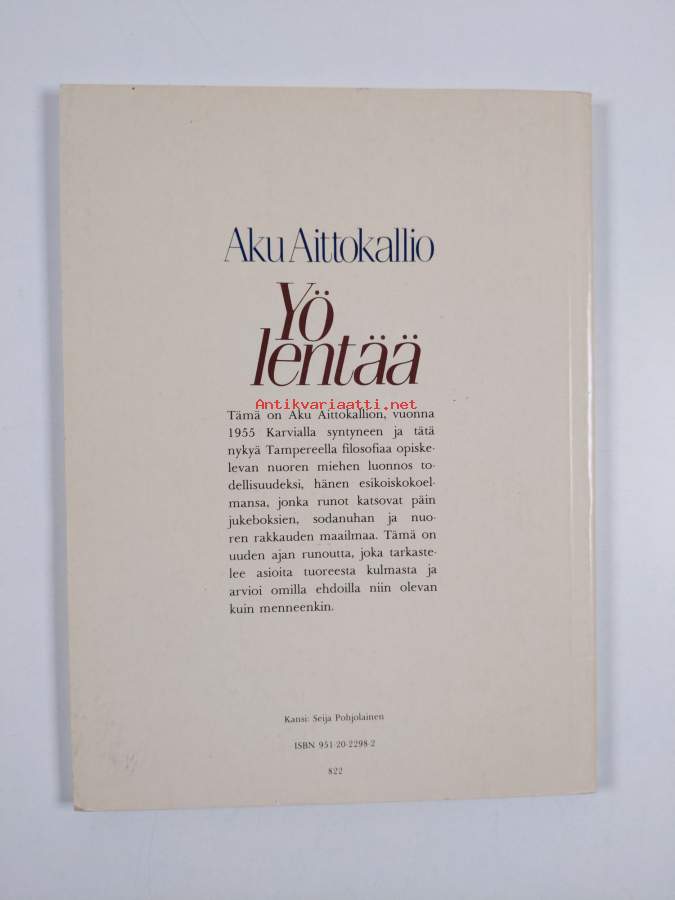 Aku Aittokallio
Yö
lentää
Antikvariaatti.net
Tämä on Aku Aittokallion, vuonna
1955 Karvialla syntyneen ja tätä
nykyä Tampereella filosofiaa opiske-
levan nuoren miehen luonnos to-
dellisuudeksi, hänen esikoiskokoel-
mansa, jonka runot katsovat päin
jukeboksien, sodanuhan ja nuo-
ren rakkauden maailmaa. Tämä on
uuden ajan runoutta, joka tarkaste-
lee asioita tuoreesta kulmasta ja
arvioi omilla ehdoilla niin olevan
kuin menneenkin.
Kansi: Seija Pohjolainen
ISBN 951-20-2298-2
822